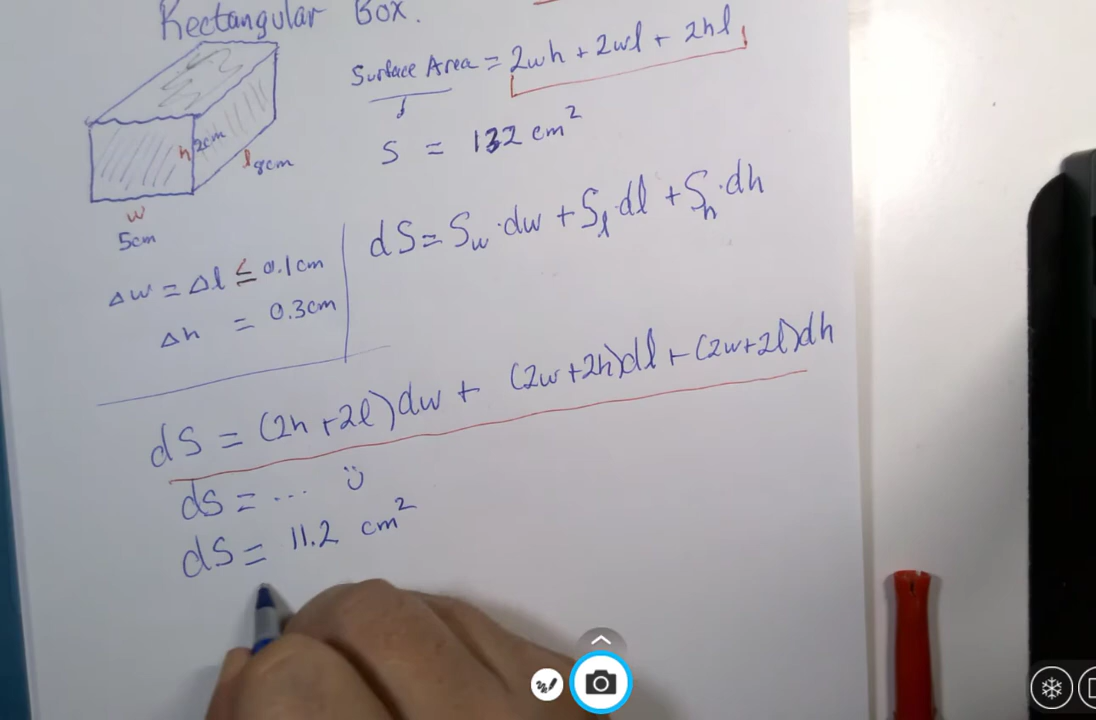 Rectangular Box.
Surface Area = 2wh + 2wl + 2hl
S = 132 cm²
h 2cm
l 8cm
w
5cm
dS = S_w · dw + S_l · dl + S_h · dh
Δw = Δl ≤ 0.1cm
Δh = 0.3cm
dS = (2h + 2l)dw + (2w + 2h)dl + (2w + 2l)dh
ds = ...
dS = 11.2 cm²